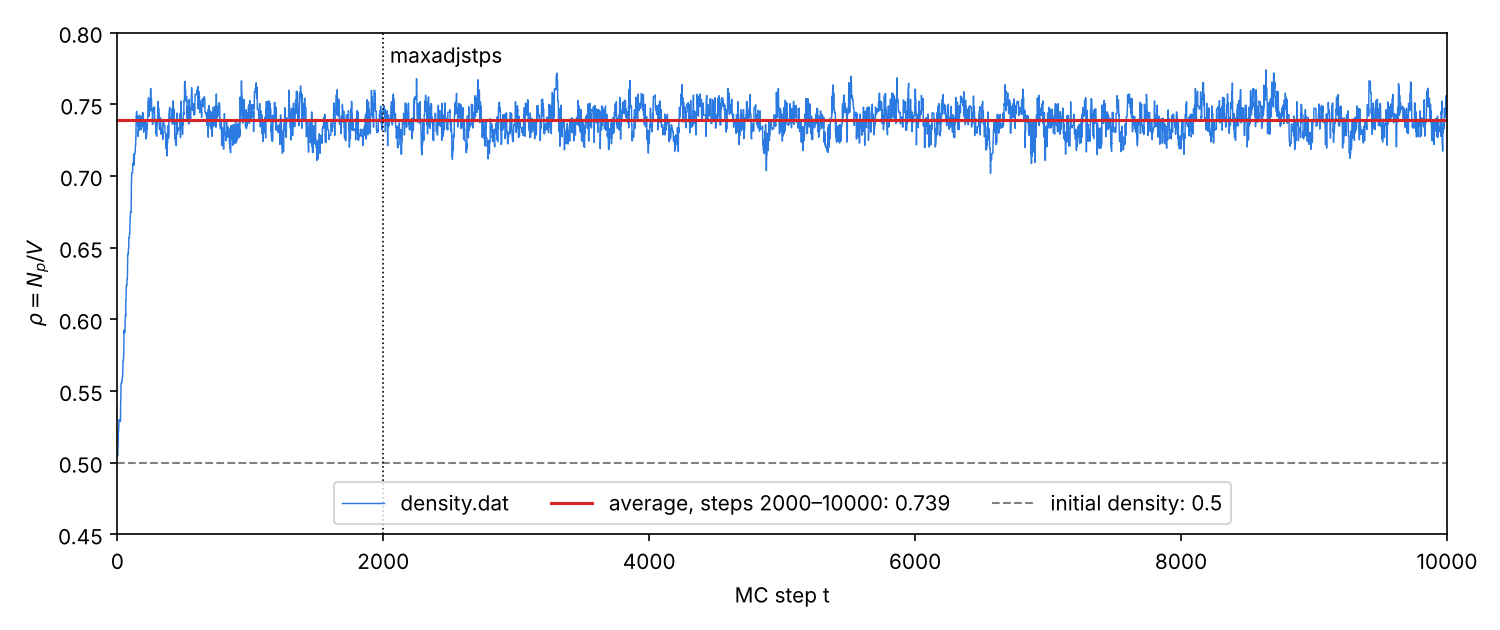 0.80
0.75
0.70
0.65
0.60
0.55
0.50
0.45
ρ = Nₚ/V
maxadjstps
density.dat
average, steps 2000–10000: 0.739
initial density: 0.5
0 2000 4000 6000 8000 10000
MC step t